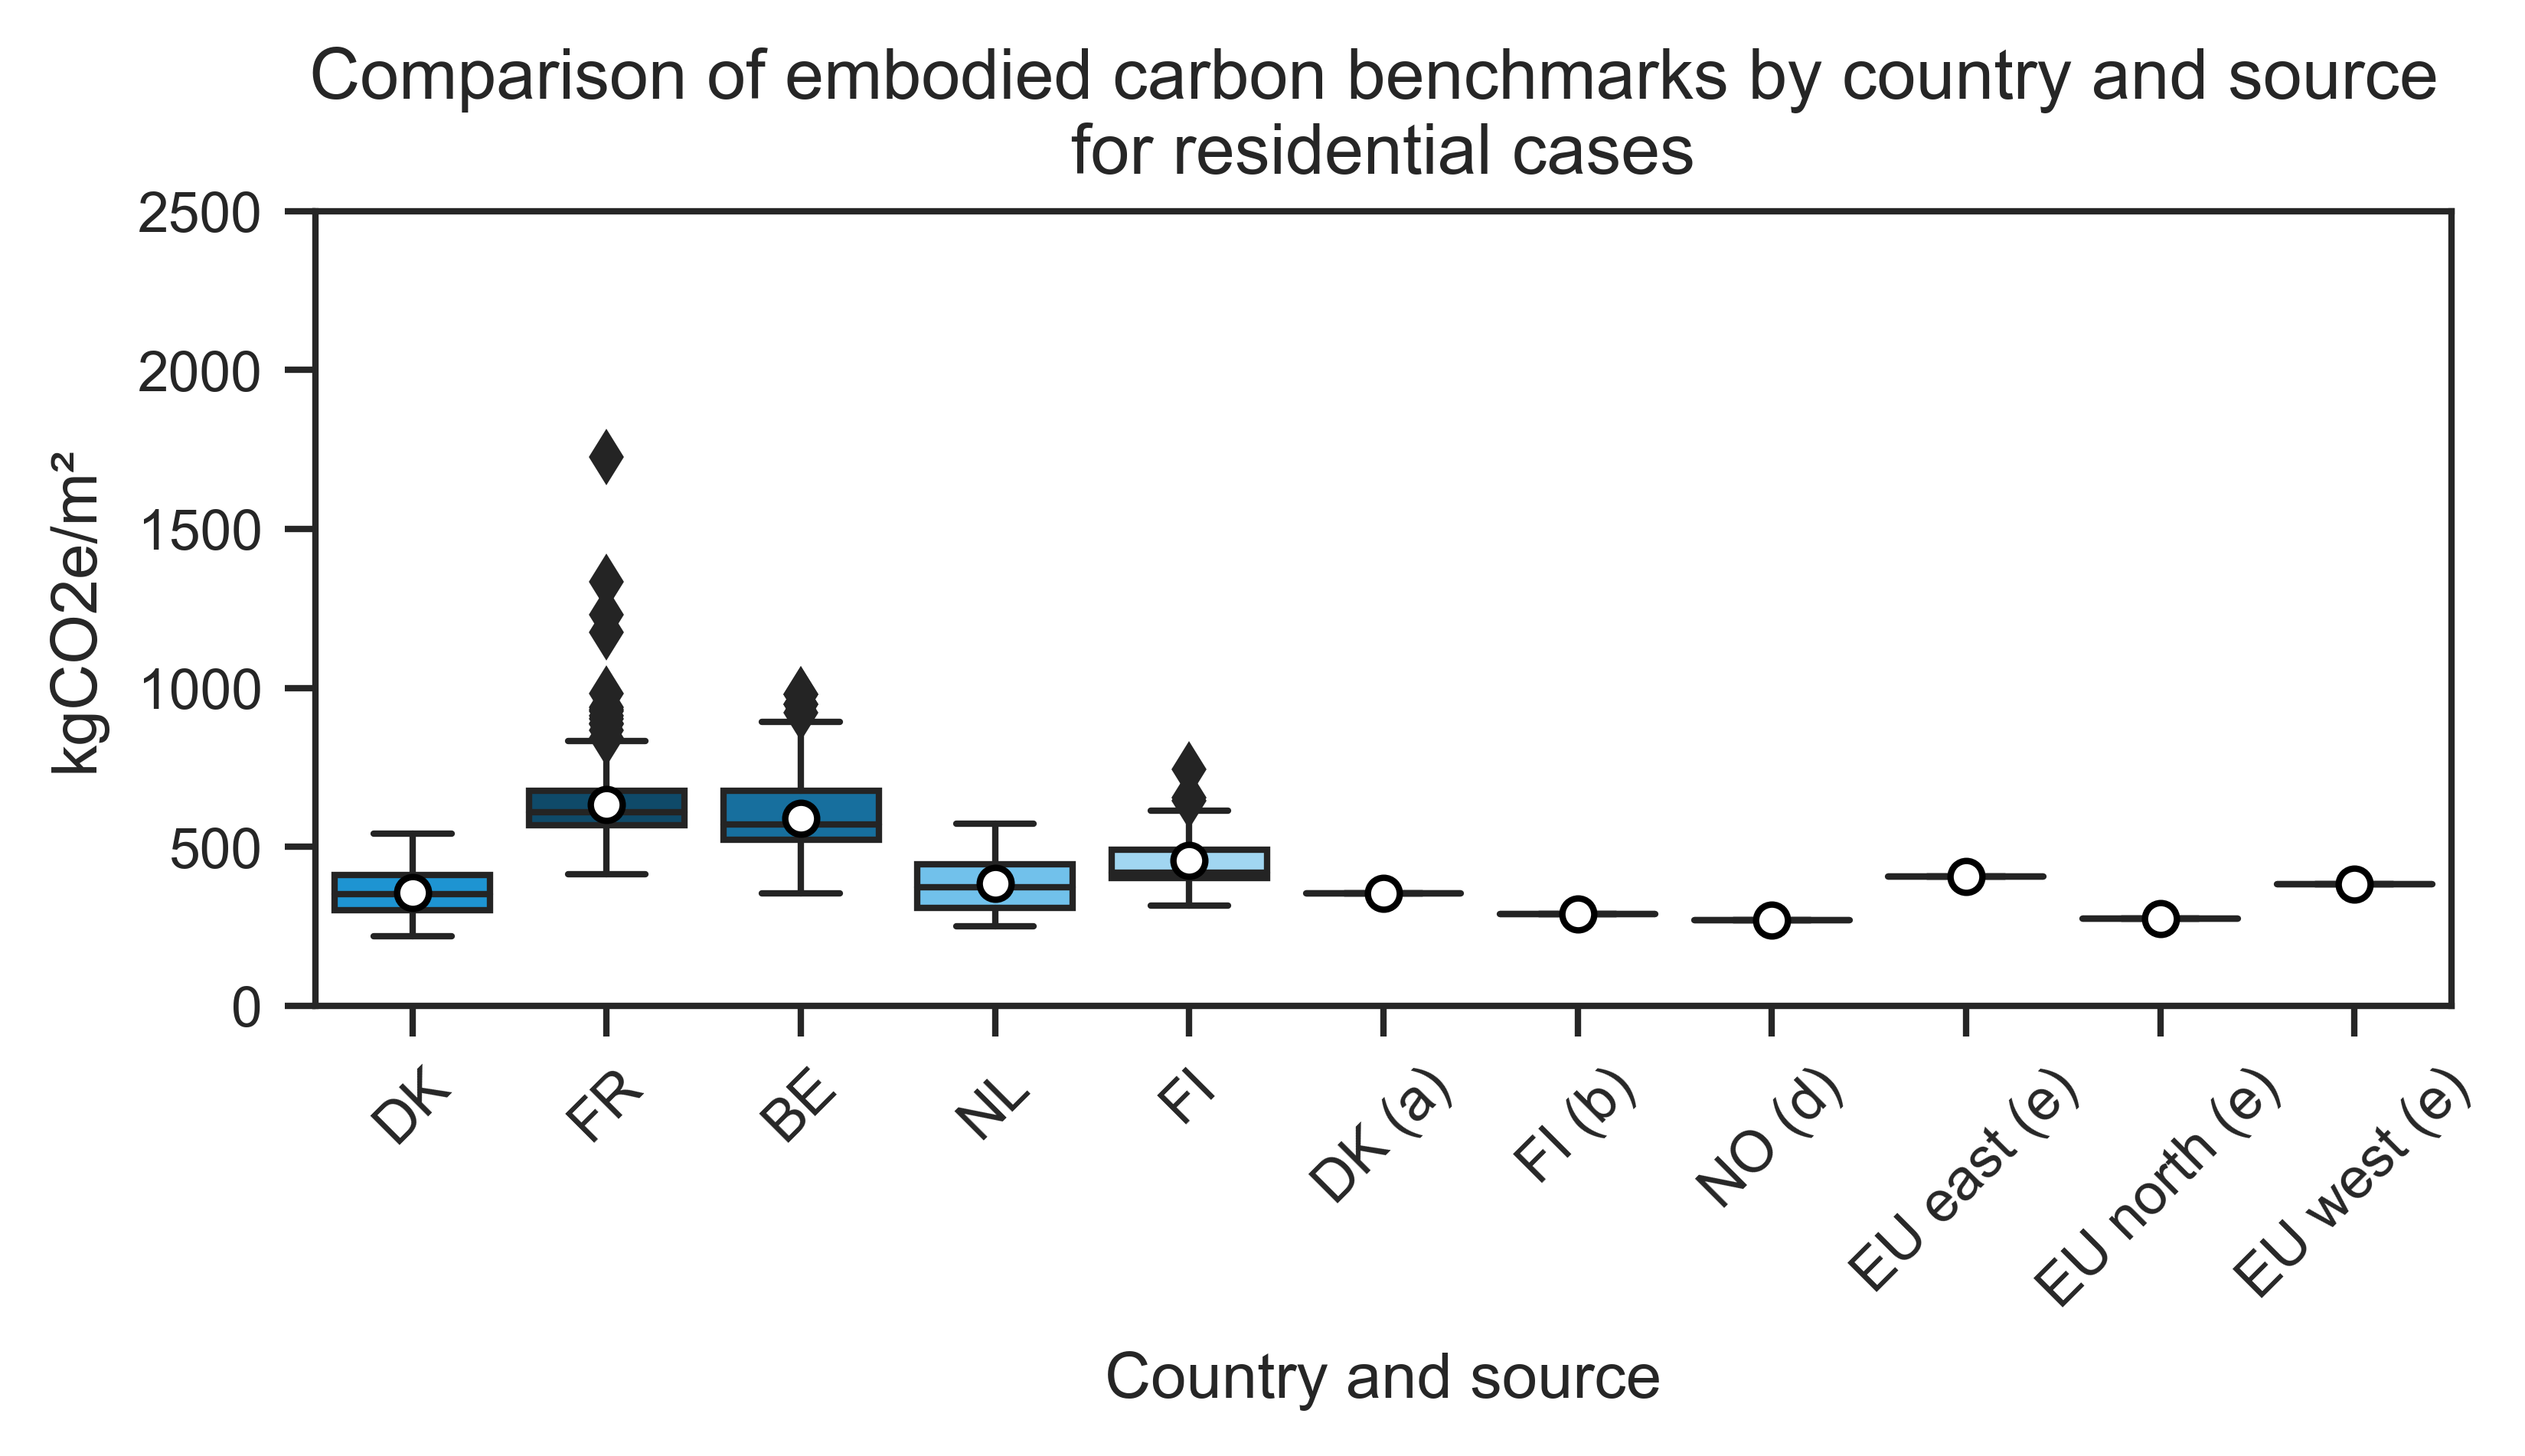 Comparison of embodied carbon benchmarks by country and source
for residential cases
2500
2000
1500
1000
500
0
kgCO2e/m²
DK
FR
BE
NL
FI
DK (a)
FI (b)
NO (d)
EU east (e)
EU north (e)
EU west (e)
Country and source